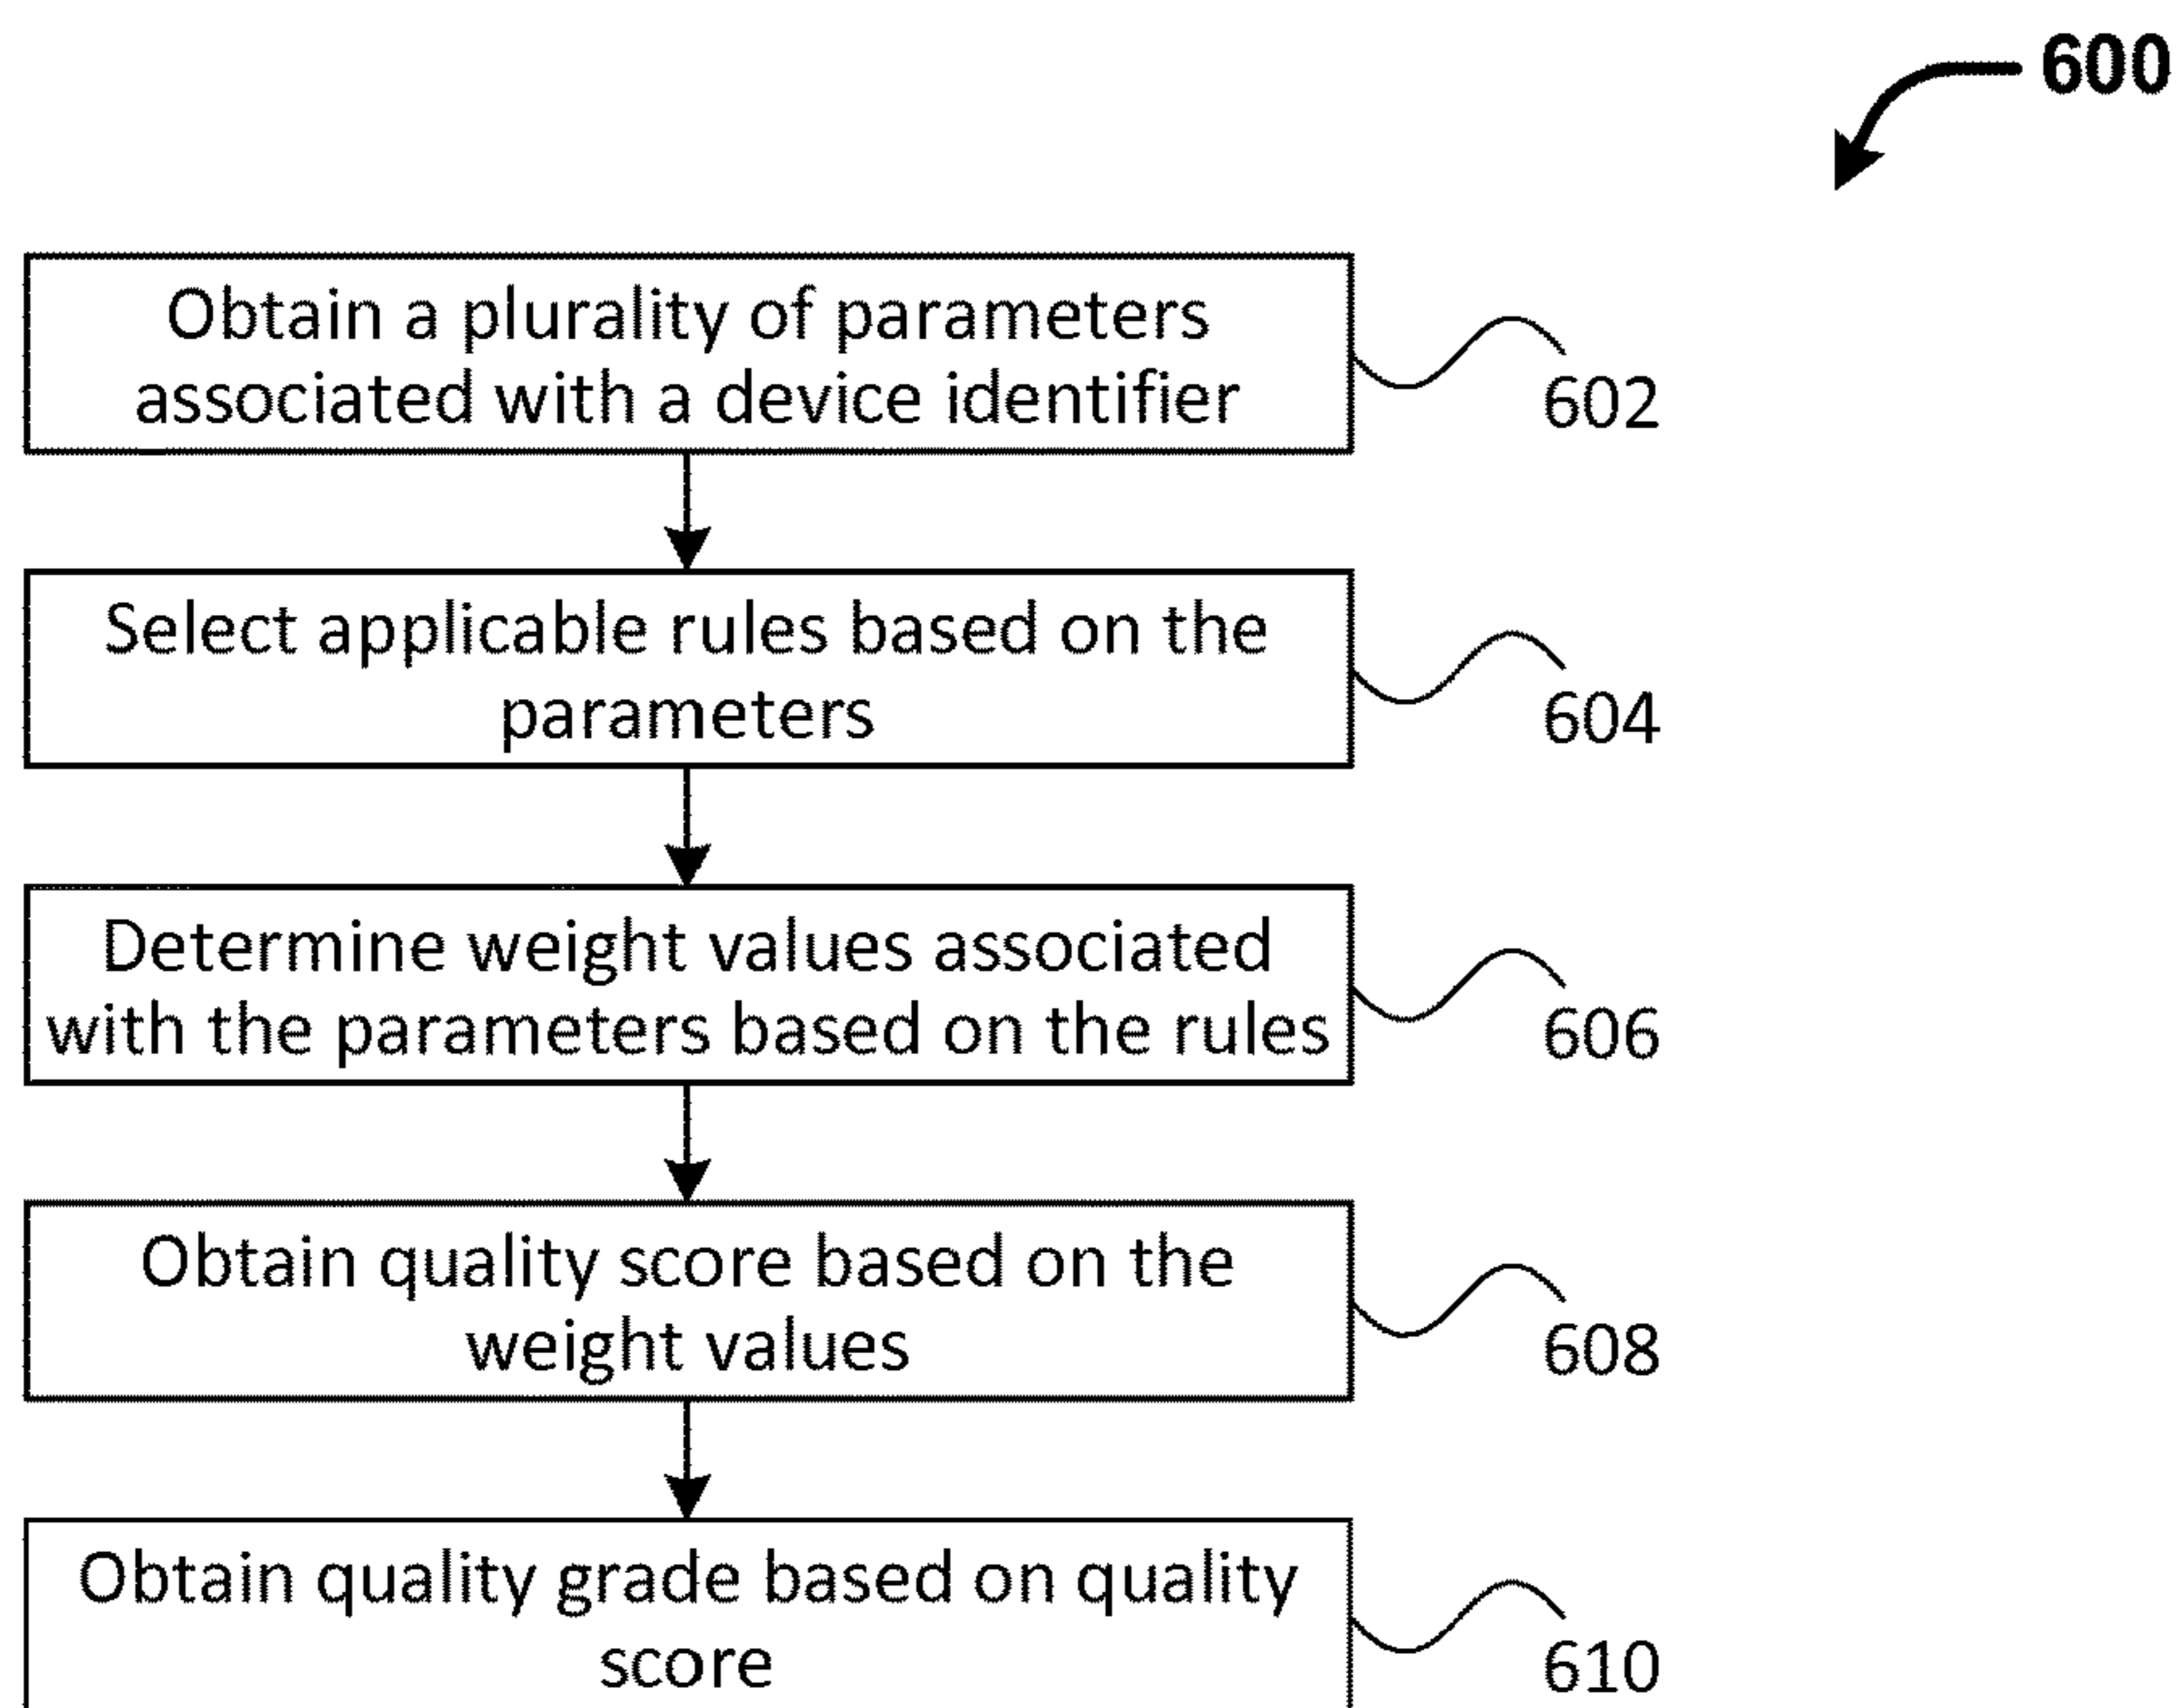 600
Obtain a plurality of parameters
associated with a device identifier
602
Select applicable rules based on the
parameters
604
Determine weight values associated
with the parameters based on the rules
606
Obtain quality score based on the
weight values
608
Obtain quality grade based on quality
score
610